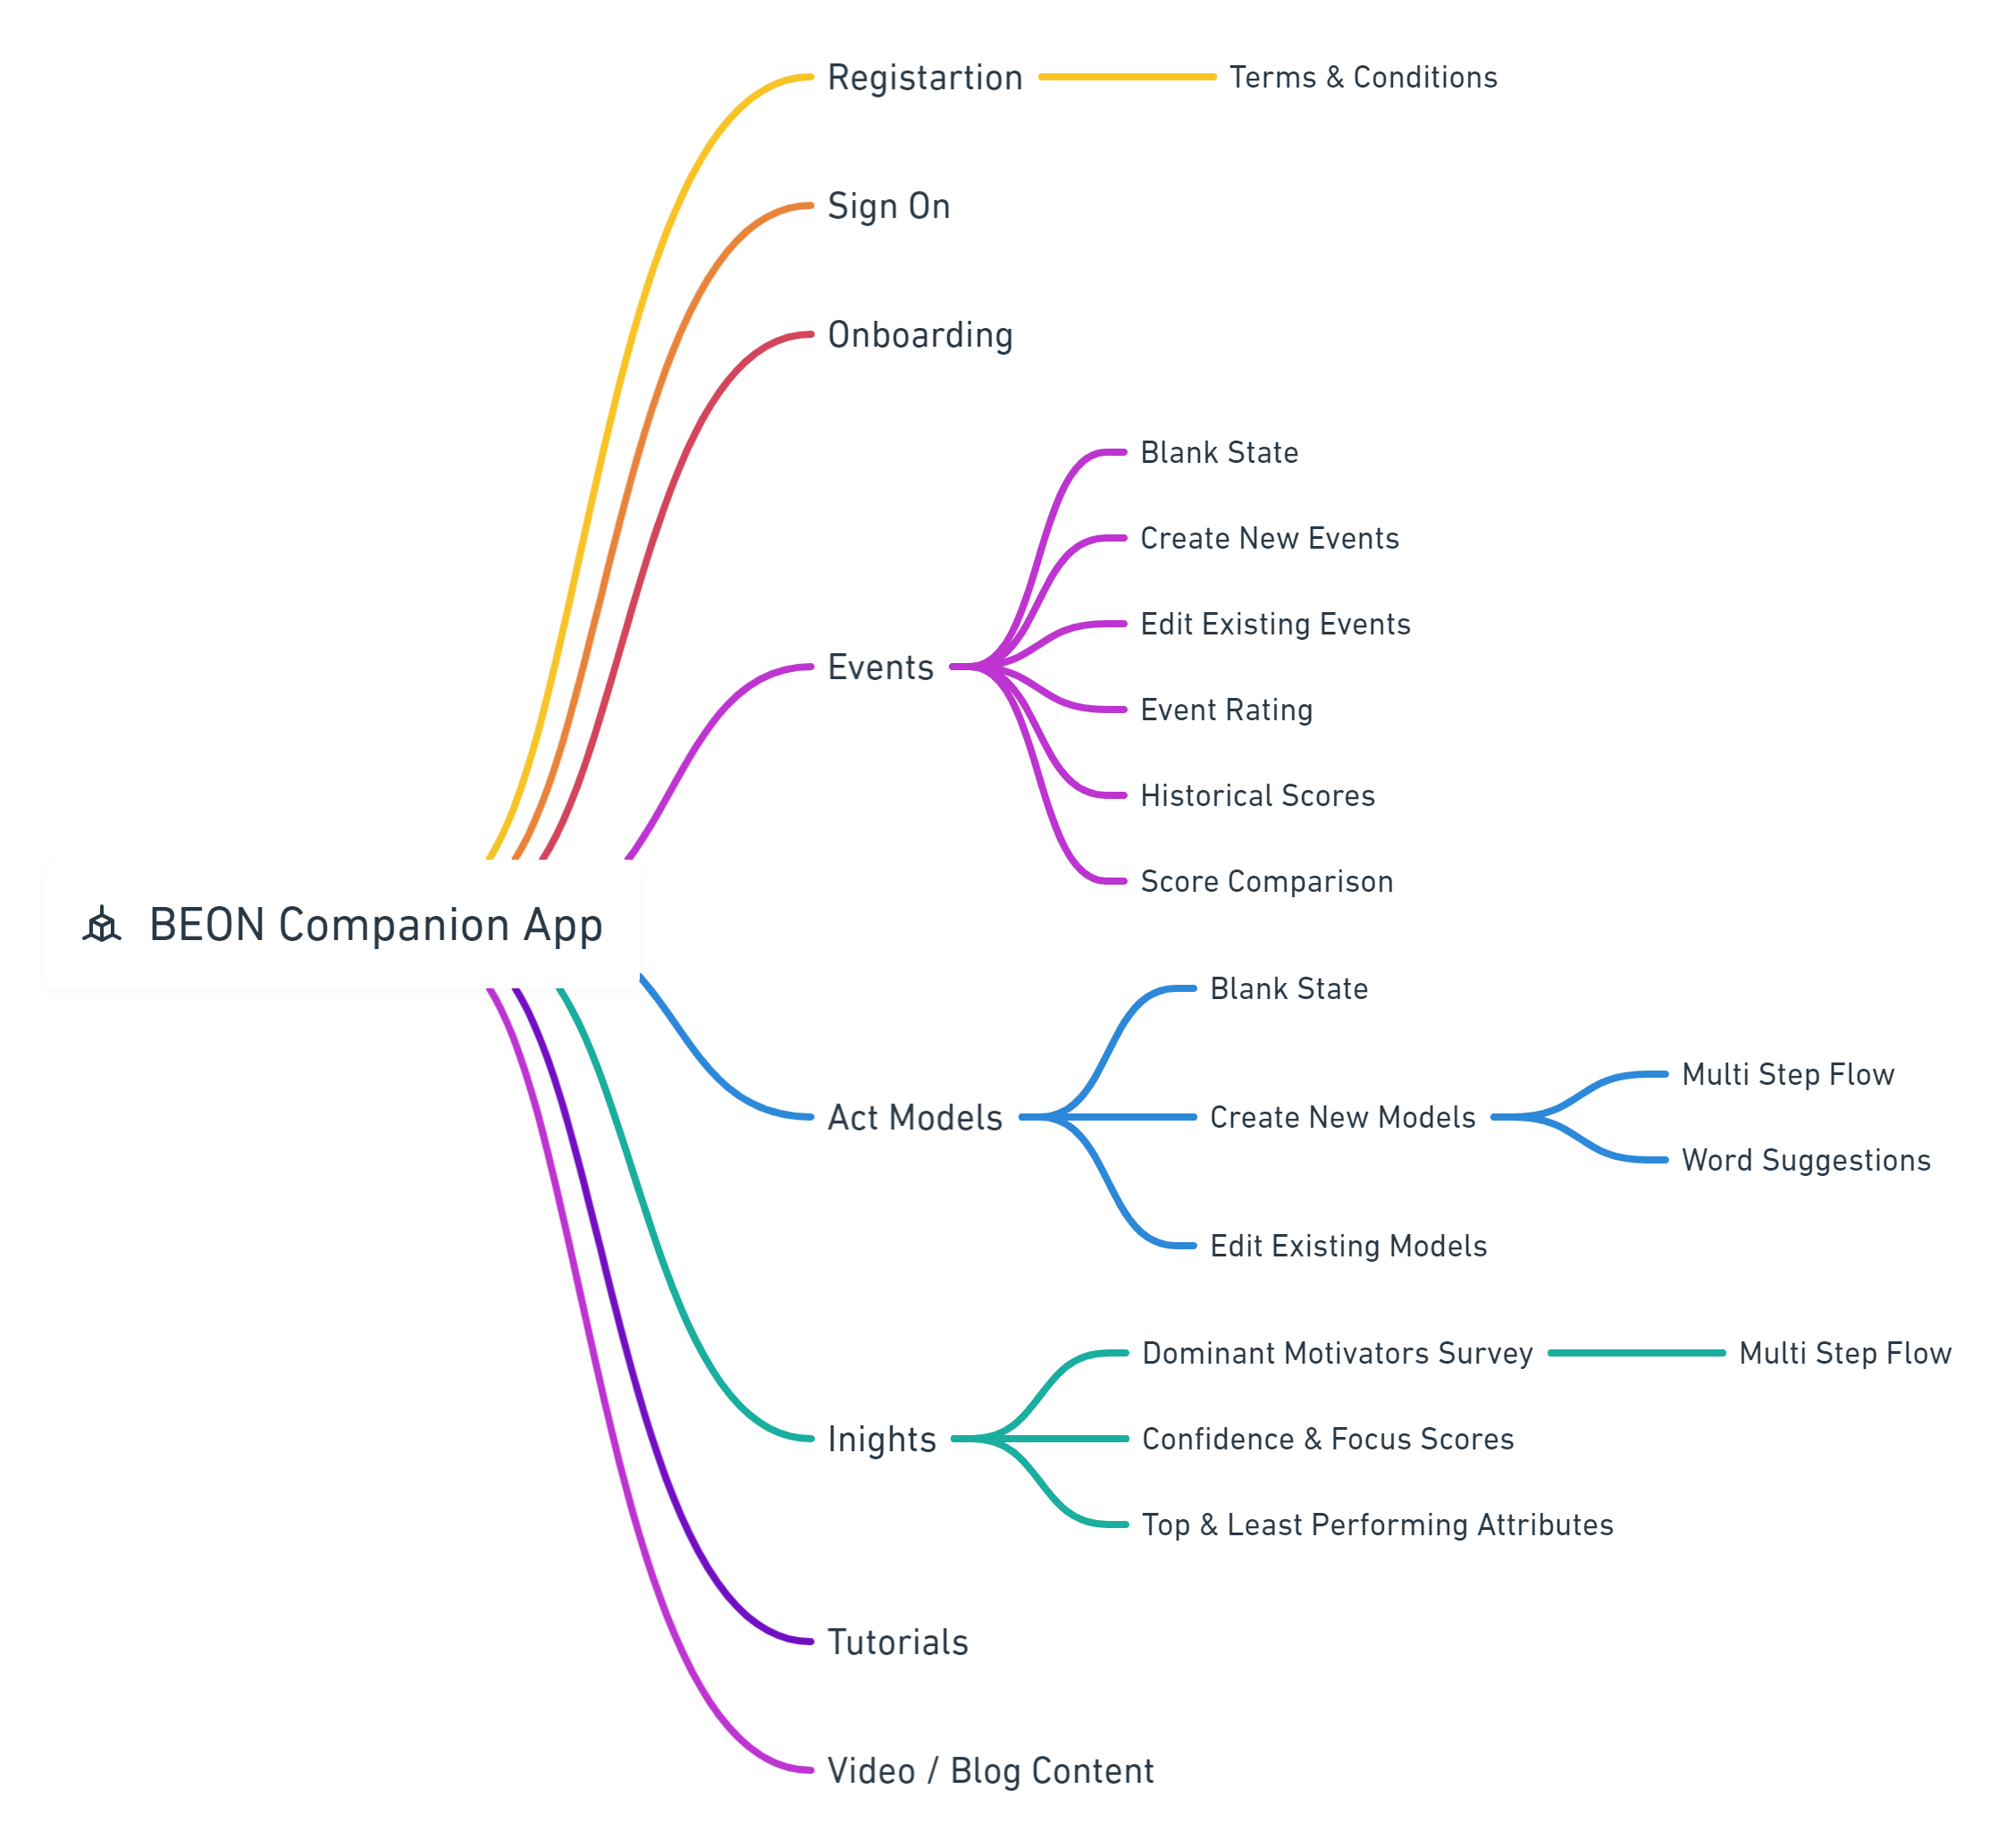 BEON Companion App
Registartion
Terms & Conditions
Sign On
Onboarding
Events
Blank State
Create New Events
Edit Existing Events
Event Rating
Historical Scores
Score Comparison
Act Models
Blank State
Create New Models
Multi Step Flow
Word Suggestions
Edit Existing Models
Inights
Dominant Motivators Survey
Multi Step Flow
Confidence & Focus Scores
Top & Least Performing Attributes
Tutorials
Video / Blog Content